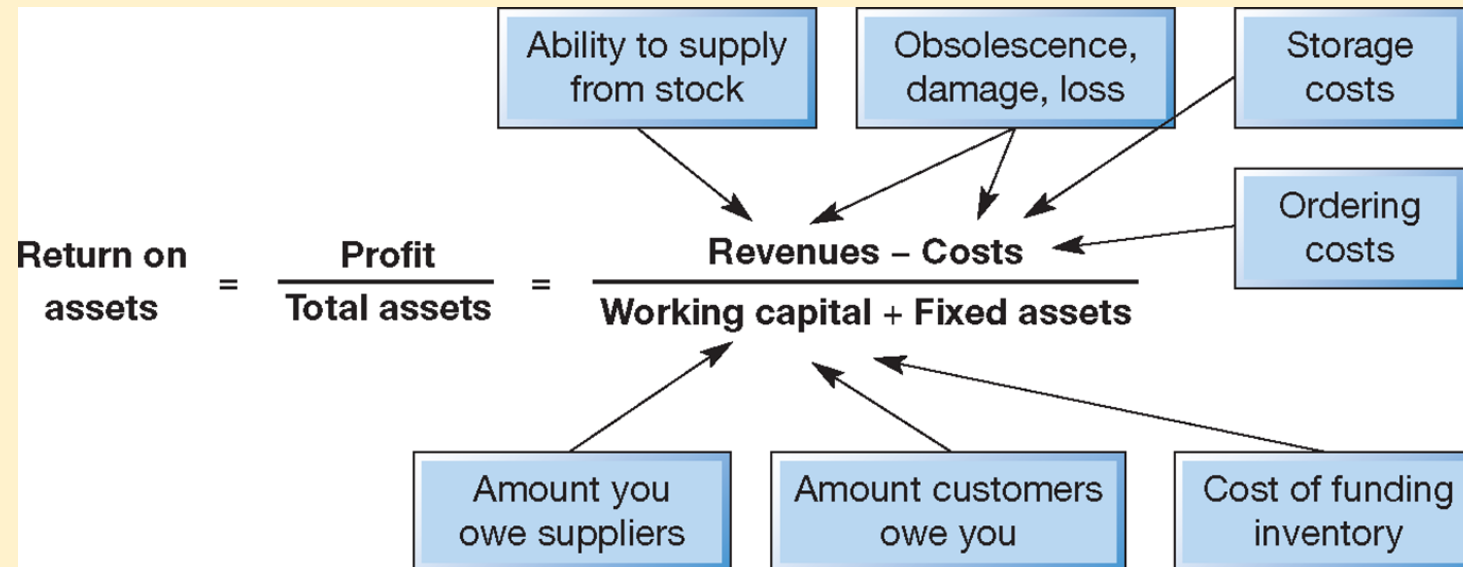 Ability to supply
from stock
Obsolescence,
damage, loss
Storage
costs
Ordering
costs
Return on
assets
=
Profit
Total assets
=
Revenues – Costs
Working capital + Fixed assets
Amount you
owe suppliers
Amount customers
owe you
Cost of funding
inventory